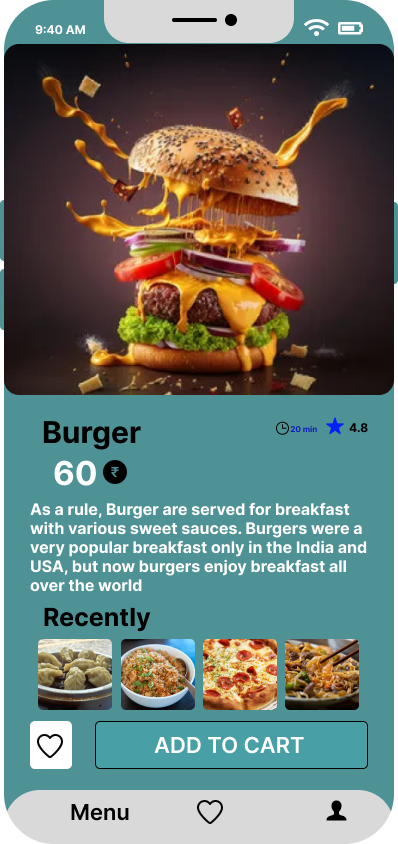 9:40 AM
Burger
20 min
4.8
60 ₹
As a rule, Burger are served for breakfast
with various sweet sauces. Burgers were a
very popular breakfast only in the India and
USA, but now burgers enjoy breakfast all
over the world
Recently
ADD TO CART
Menu